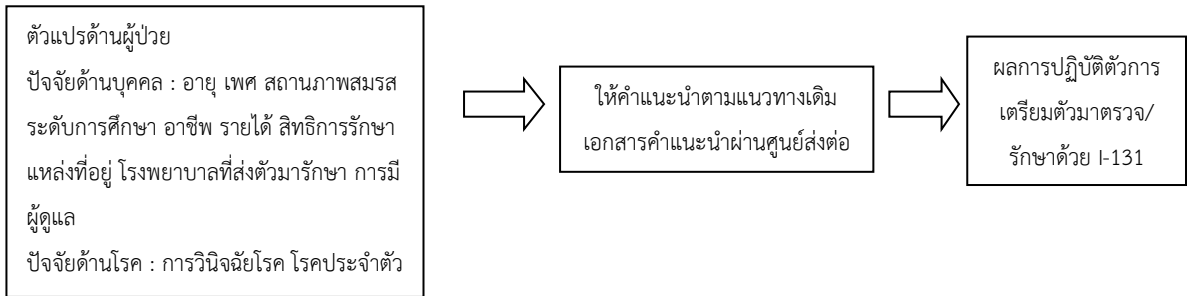 ตัวแปรด้านผู้ป่วย
ปัจจัยด้านบุคคล : อายุ เพศ สถานภาพสมรส
ระดับการศึกษา อาชีพ รายได้ สิทธิการรักษา
แหล่งที่อยู่ โรงพยาบาลที่ส่งตัวมารักษา การมี
ผู้ดูแล
ปัจจัยด้านโรค : การวินิจฉัยโรค โรคประจำตัว
ให้คำแนะนำตามแนวทางเดิม
เอกสารคำแนะนำผ่านศูนย์ส่งต่อ
ผลการปฏิบัติตัวการ
เตรียมตัวมาตรวจ/
รักษาด้วย I-131